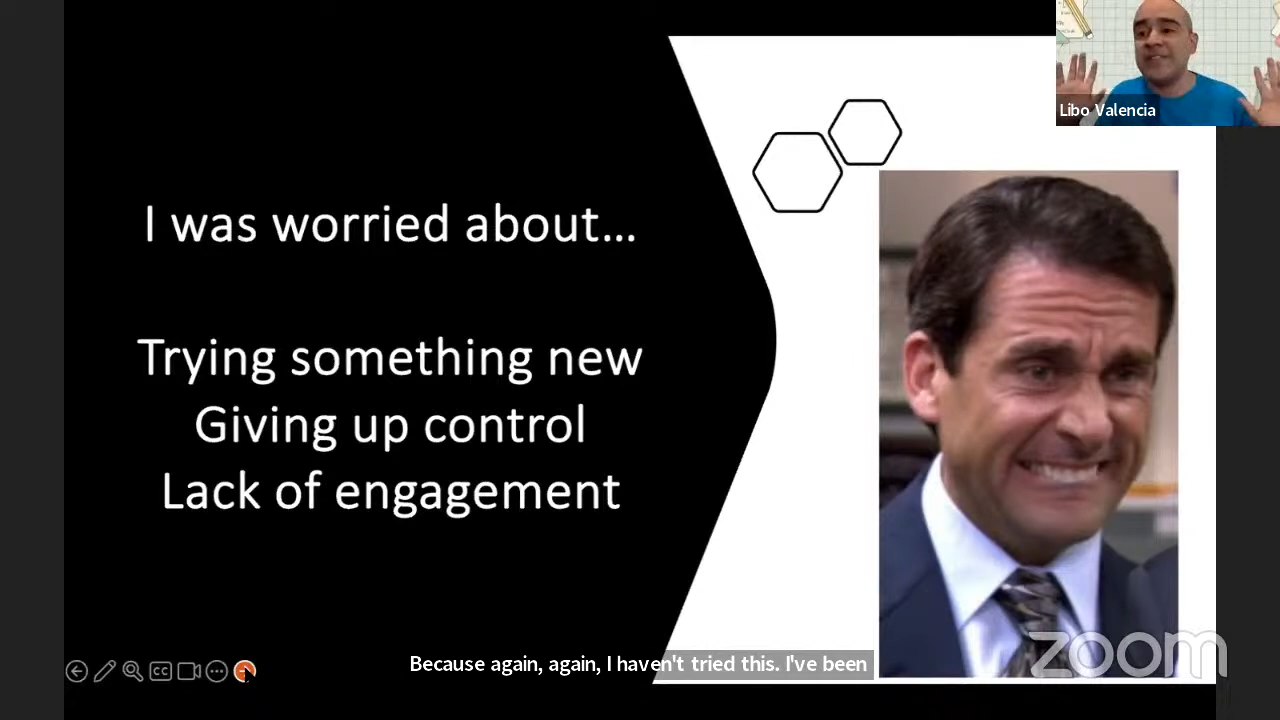 Libo Valencia
I was worried about...
Trying something new
Giving up control
Lack of engagement
Because again, again, I haven't tried this. I've been
zoom